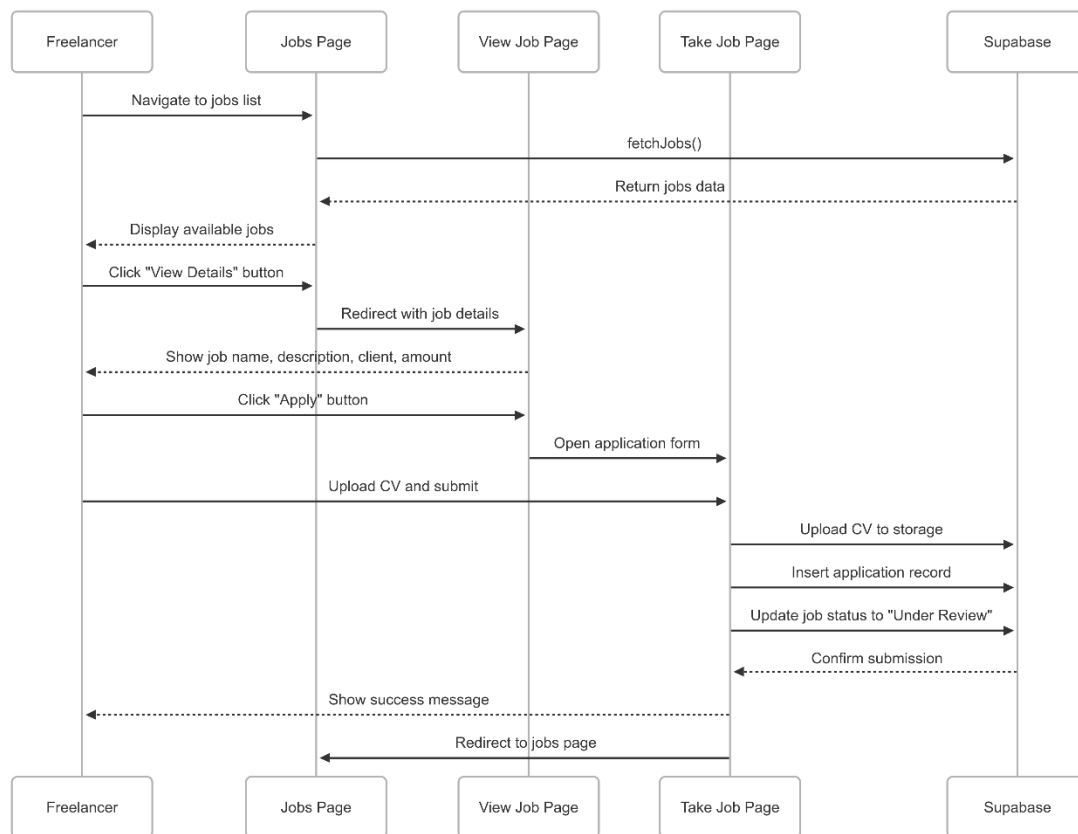 Freelancer
Jobs Page
View Job Page
Take Job Page
Supabase
Navigate to jobs list
fetchJobs()
Return jobs data
Display available jobs
Click "View Details" button
Redirect with job details
Show job name, description, client, amount
Click "Apply" button
Open application form
Upload CV and submit
Upload CV to storage
Insert application record
Update job status to "Under Review"
Confirm submission
Show success message
Redirect to jobs page
Freelancer
Jobs Page
View Job Page
Take Job Page
Supabase